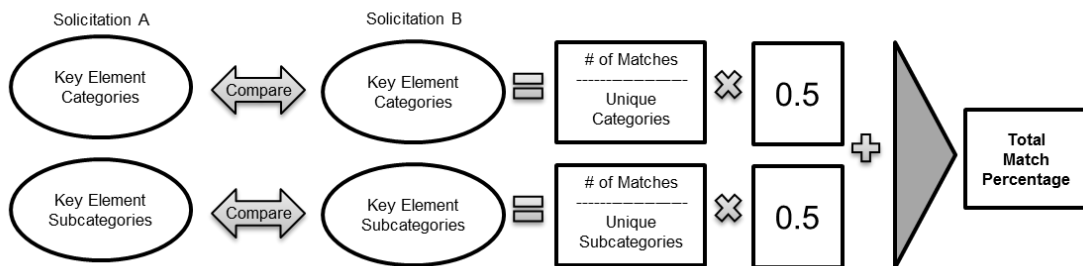 Solicitation A
Solicitation B
Key Element
Categories
Compare
Key Element
Categories
# of Matches
------------------------
Unique
Categories
0.5
Total
Match
Percentage
Key Element
Subcategories
Compare
Key Element
Subcategories
# of Matches
------------------------
Unique
Subcategories
0.5